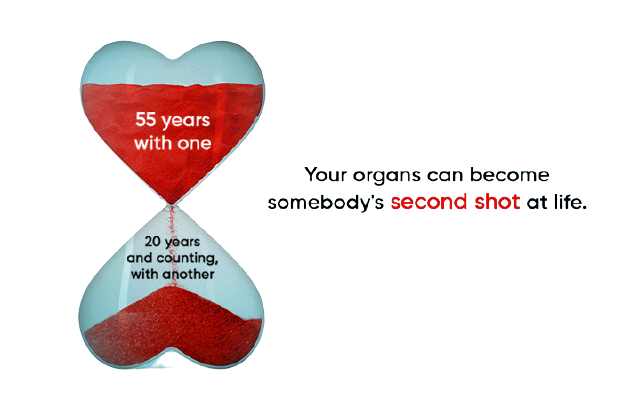 55 years
with one
Your organs can become
somebody's second shot at life.
20 years
and counting,
with another